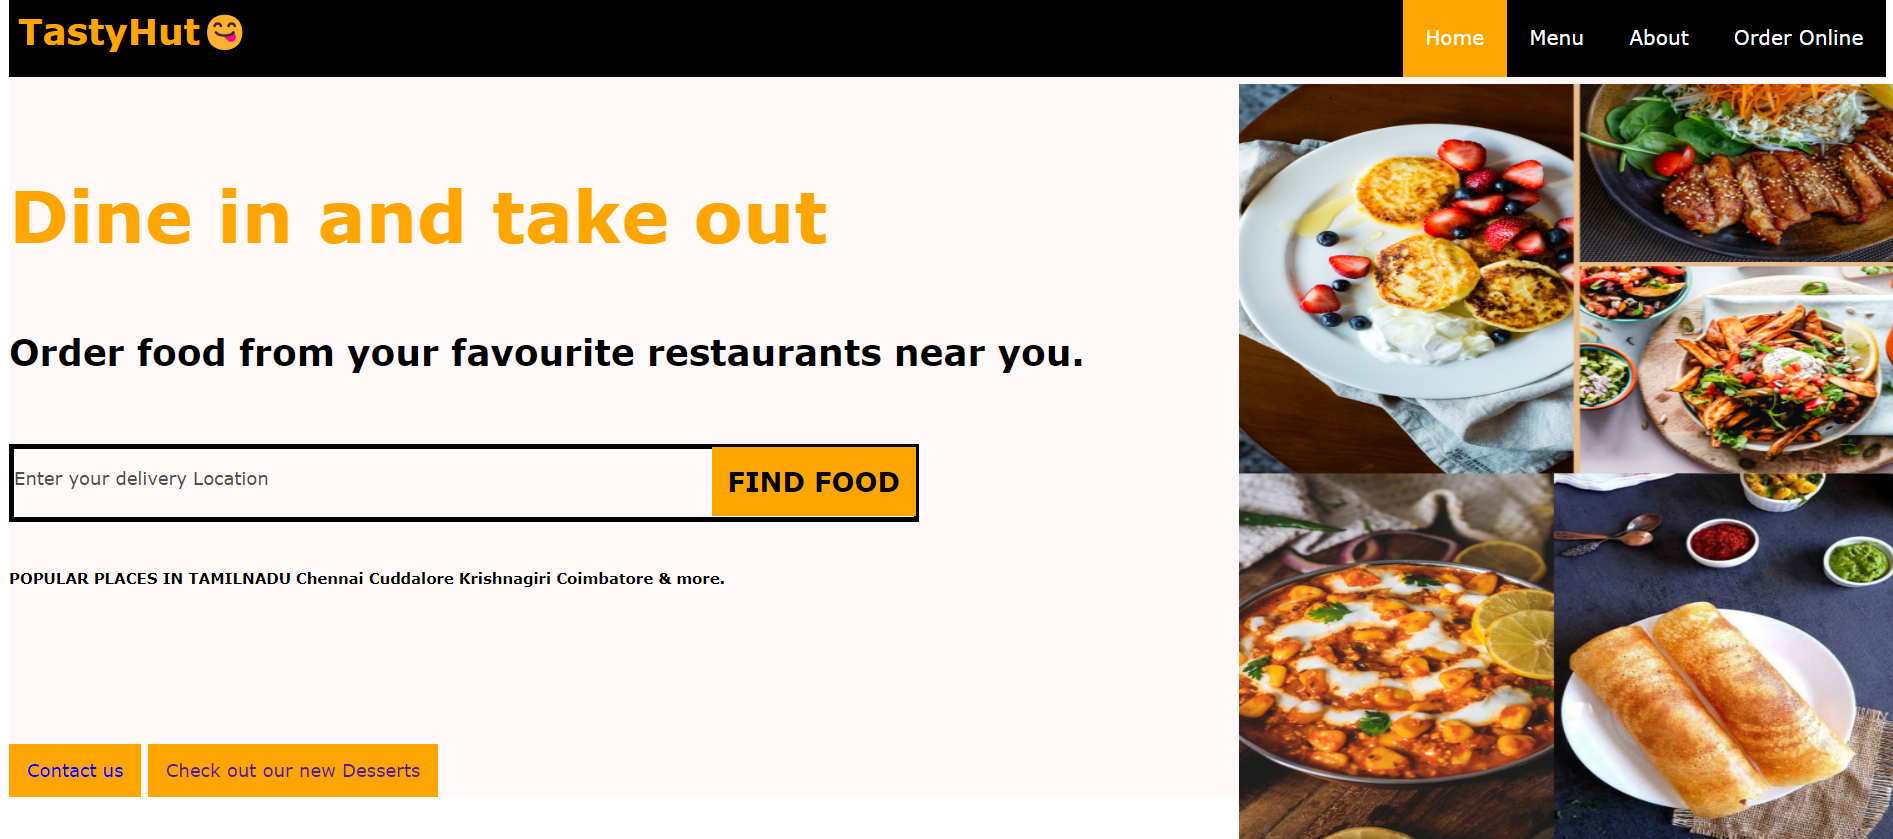 TastyHut😋
Home Menu About Order Online
Dine in and take out
Order food from your favourite restaurants near you.
Enter your delivery Location
FIND FOOD
POPULAR PLACES IN TAMILNADU Chennai Cuddalore Krishnagiri Coimbatore & more.
Contact us
Check out our new Desserts